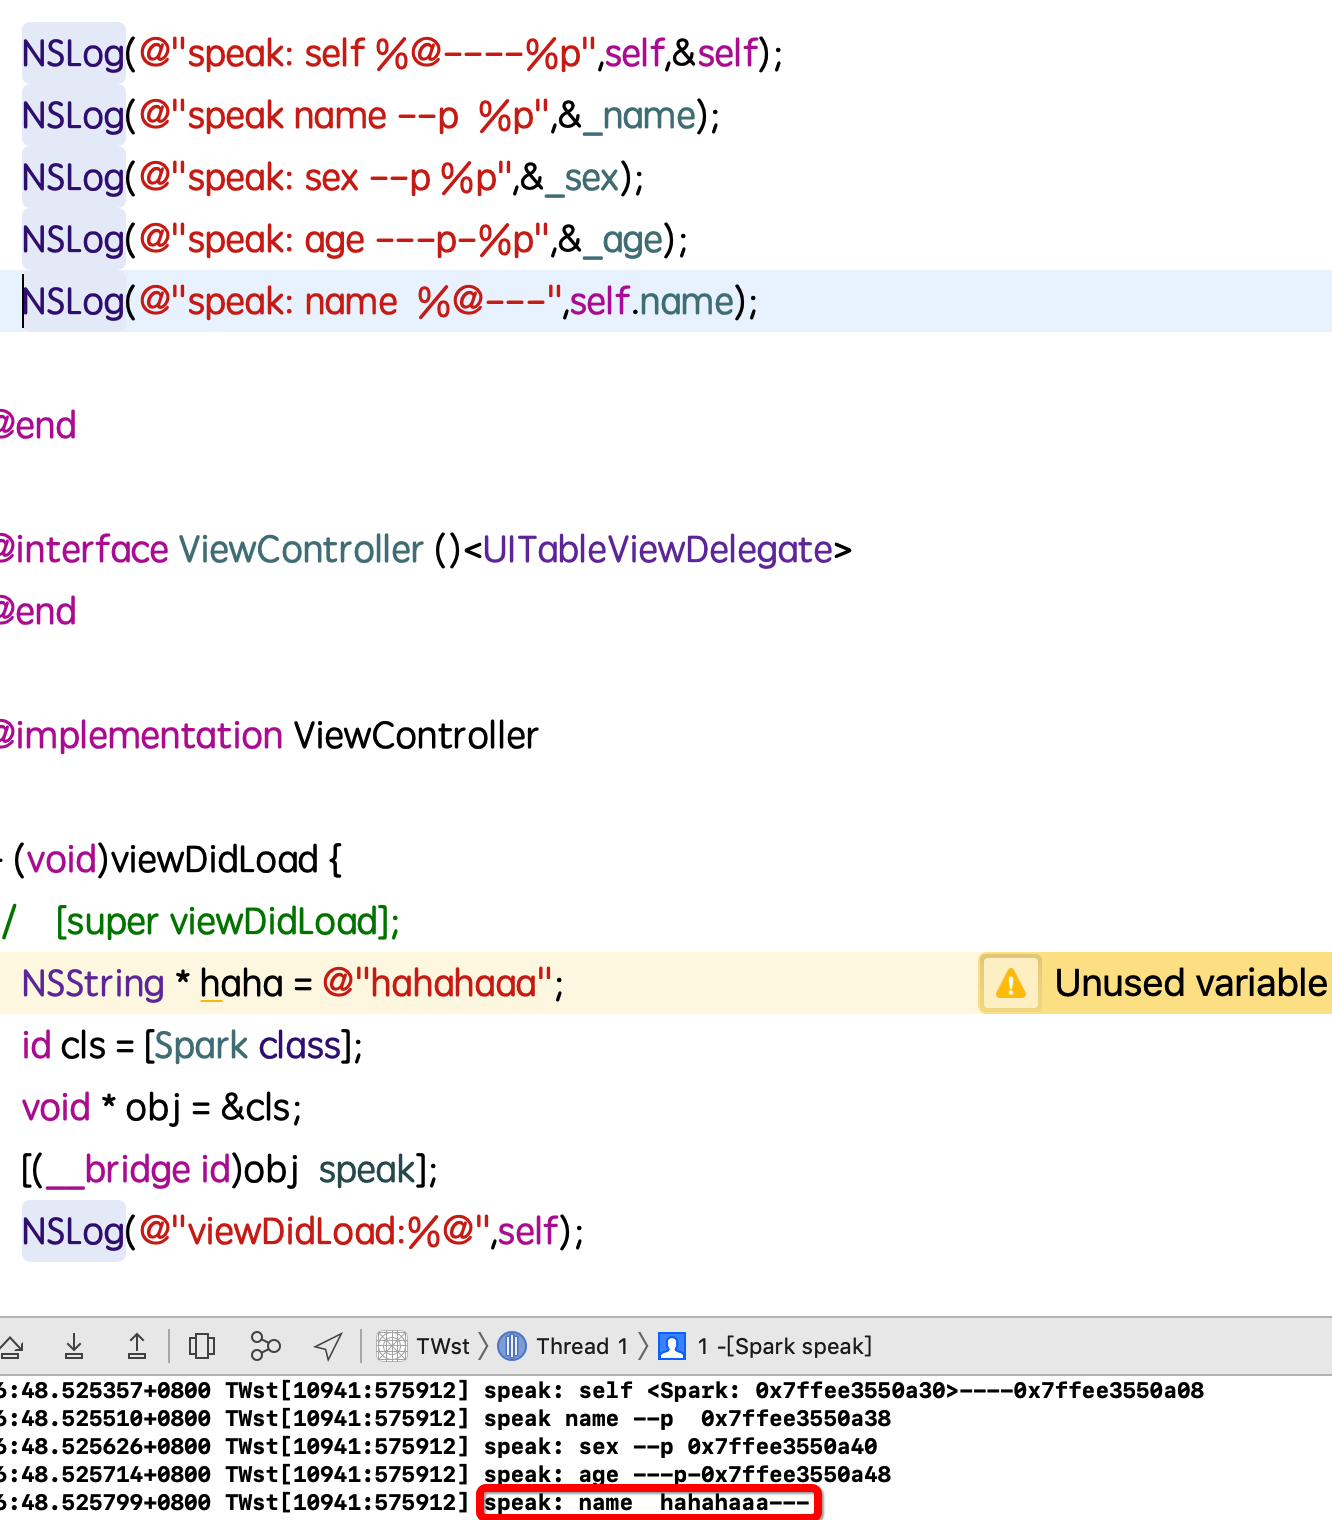 NSLog(@"speak: self %@----%p",self,&self);
NSLog(@"speak name --p  %p",&_name);
NSLog(@"speak: sex --p %p",&_sex);
NSLog(@"speak: age ---p-%p",&_age);
NSLog(@"speak: name  %@---",self.name);
@end
@interface ViewController ()<UITableViewDelegate>
@end
@implementation ViewController
- (void)viewDidLoad {
/    [super viewDidLoad];
NSString * haha = @"hahahaaa";
Unused variable
id cls = [Spark class];
void * obj = &cls;
[(__bridge id)obj  speak];
NSLog(@"viewDidLoad:%@",self);
TWst 〉 Thread 1 〉 1 -[Spark speak]
6:48.525357+0800 TWst[10941:575912] speak: self <Spark: 0x7ffee3550a30>----0x7ffee3550a08
6:48.525510+0800 TWst[10941:575912] speak name --p  0x7ffee3550a38
6:48.525626+0800 TWst[10941:575912] speak: sex --p 0x7ffee3550a40
6:48.525714+0800 TWst[10941:575912] speak: age ---p-0x7ffee3550a48
6:48.525799+0800 TWst[10941:575912] speak: name  hahahaaa---